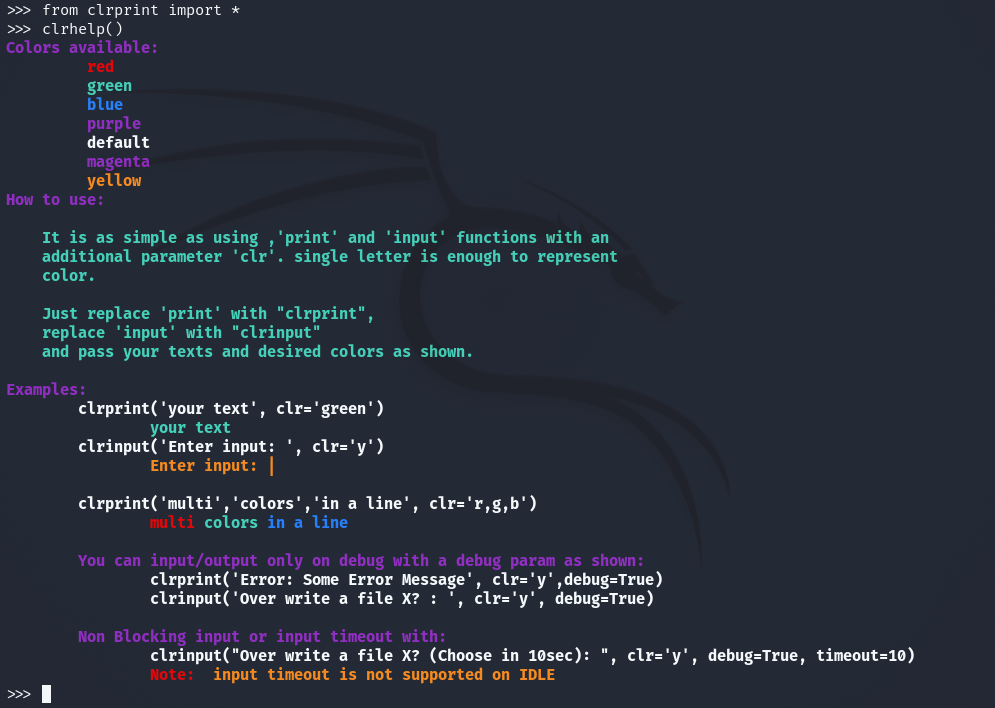 >>> from clrprint import *
>>> clrhelp()
Colors available:
red
green
blue
purple
default
magenta
yellow
How to use:
It is as simple as using ,'print' and 'input' functions with an
additional parameter 'clr'. single letter is enough to represent
color.
Just replace 'print' with "clrprint",
replace 'input' with "clrinput"
and pass your texts and desired colors as shown.
Examples:
clrprint('your text', clr='green')
your text
clrinput('Enter input: ', clr='y')
Enter input: |
clrprint('multi','colors','in a line', clr='r,g,b')
multi colors in a line
You can input/output only on debug with a debug param as shown:
clrprint('Error: Some Error Message', clr='y',debug=True)
clrinput('Over write a file X? : ', clr='y', debug=True)
Non Blocking input or input timeout with:
clrinput("Over write a file X? (Choose in 10sec): ", clr='y', debug=True, timeout=10)
Note:  input timeout is not supported on IDLE
>>>